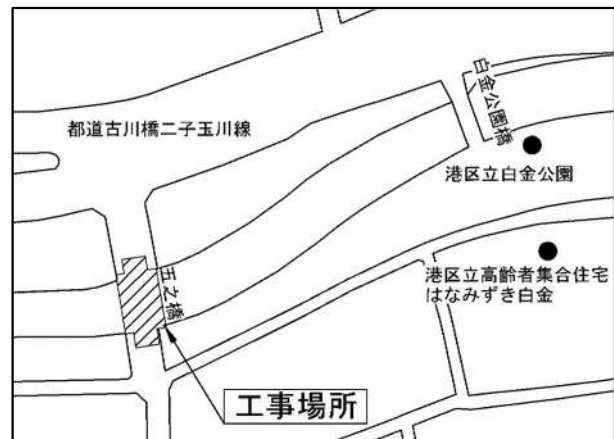 白金公園橋
都道古川橋二子玉川線
港区立白金公園
港区立高齢者集合住宅
はなみずき白金
五之橋
工事場所